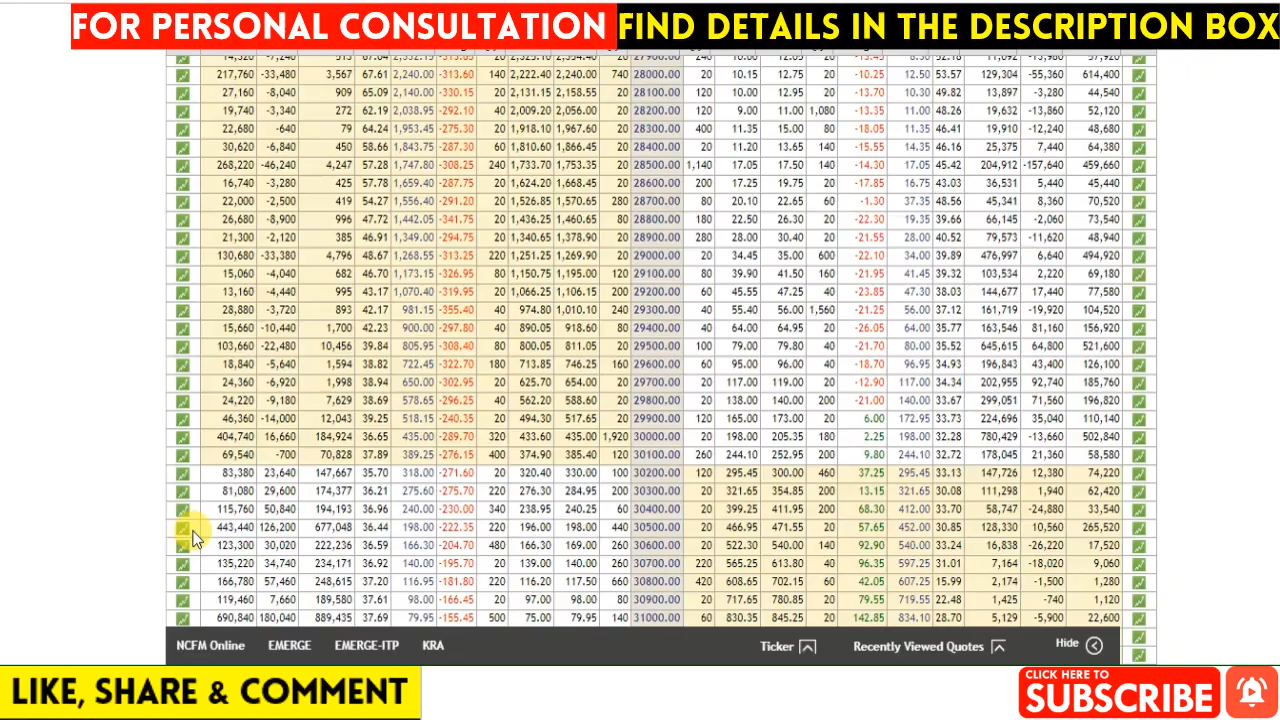 FOR PERSONAL CONSULTATION FIND DETAILS IN THE DESCRIPTION BOX
217,760 -33,480 3,567 67.61 2,240.00 -313.60 140 2,222.40 2,240.00 740 28000.00 20 10.15 12.75 20 -10.25 12.50 53.57 129,304 -55,360 614,400
27,160 -8,040 909 65.09 2,140.00 -330.15 20 2,131.15 2,158.55 20 28100.00 120 10.00 12.95 20 -13.70 10.30 49.82 13,897 -3,280 44,540
19,740 -3,340 272 62.19 2,038.95 -292.10 40 2,009.20 2,056.00 20 28200.00 120 9.00 11.00 1,080 -13.35 11.00 48.26 19,632 -13,860 52,120
22,680 -640 79 64.24 1,953.45 -275.30 60 1,918.10 1,967.60 20 28300.00 400 11.35 15.00 80 -18.05 11.35 46.41 19,910 -12,240 48,680
30,620 -6,840 450 58.66 1,843.75 -287.30 60 1,810.60 1,866.45 20 28400.00 20 11.20 13.65 140 -15.55 14.35 46.16 25,375 7,440 64,380
268,220 -46,240 4,247 57.28 1,747.80 -308.25 240 1,733.70 1,753.35 20 28500.00 1,140 17.05 17.50 140 -14.30 17.05 45.42 204,912 -157,640 459,660
16,740 -3,280 425 57.78 1,659.40 -287.75 20 1,624.20 1,668.45 20 28600.00 200 17.25 19.75 20 -17.85 16.75 43.03 36,531 5,440 45,440
22,000 -2,500 419 54.27 1,556.40 -291.20 20 1,526.85 1,570.65 280 28700.00 80 20.10 22.65 60 -1.30 37.35 48.56 45,341 8,360 70,520
26,680 -8,900 996 47.72 1,442.05 -341.75 20 1,436.25 1,460.65 80 28800.00 180 22.50 26.30 20 -22.30 19.35 39.66 66,145 -2,060 73,540
21,300 -2,120 385 46.91 1,349.00 -294.75 20 1,340.65 1,378.90 20 28900.00 280 28.00 30.40 20 -21.55 28.00 40.52 79,573 -11,620 48,940
130,680 -33,380 4,796 48.67 1,268.55 -313.25 220 1,251.25 1,269.90 20 29000.00 20 34.45 35.00 600 -22.10 34.00 39.89 476,997 6,640 494,920
15,060 -4,040 682 46.70 1,173.15 -326.95 80 1,150.75 1,195.00 120 29100.00 80 39.90 41.50 160 -21.95 41.45 39.32 103,534 2,220 69,180
13,160 -4,440 995 43.17 1,070.40 -319.95 20 1,066.25 1,106.15 200 29200.00 60 45.55 47.25 40 -23.85 47.30 38.03 144,677 17,440 77,580
28,880 -3,720 893 42.17 981.15 -355.40 40 974.80 1,010.10 240 29300.00 40 55.40 56.00 1,560 -21.25 56.00 37.12 161,719 -19,920 104,520
15,660 -10,440 1,700 42.23 900.00 -297.80 40 890.05 918.60 80 29400.00 40 64.00 64.95 20 -26.05 64.00 35.77 163,546 81,160 156,920
103,660 -22,480 10,456 39.84 805.95 -308.40 80 800.05 811.05 20 29500.00 100 79.00 79.80 40 -21.70 80.00 35.52 645,615 64,800 521,600
18,840 -5,640 1,594 38.82 722.45 -322.70 180 713.85 746.25 160 29600.00 60 95.00 96.00 40 -18.70 96.95 34.93 196,843 43,400 126,100
24,360 -6,920 1,998 38.94 650.00 -302.95 20 625.70 654.00 20 29700.00 20 117.00 119.00 20 -12.90 117.00 34.34 202,955 92,740 185,760
24,220 -9,180 7,629 38.69 578.65 -296.25 40 562.20 588.60 20 29800.00 20 138.00 140.00 200 -21.00 140.00 33.67 299,051 71,560 196,820
46,360 -14,000 12,043 39.25 518.15 -240.35 20 494.30 517.65 20 29900.00 120 165.00 173.00 20 6.00 172.95 33.73 224,696 35,040 110,140
404,740 16,660 184,924 36.65 435.00 -289.70 320 433.60 435.00 1,920 30000.00 20 198.00 205.35 180 2.25 198.00 32.28 780,429 -13,660 502,840
69,540 -700 70,828 37.89 389.25 -276.15 400 374.90 385.40 120 30100.00 260 244.10 252.95 200 9.80 244.10 32.72 178,045 21,360 58,580
83,380 23,640 147,667 35.70 318.00 -271.60 20 320.40 330.00 100 30200.00 120 295.45 300.00 460 37.25 295.45 33.13 147,726 12,380 74,220
81,080 29,600 174,377 36.21 275.60 -275.70 220 276.30 284.95 200 30300.00 20 321.65 354.85 200 13.15 321.65 30.08 111,298 1,940 62,420
115,760 50,840 194,193 36.96 240.00 -230.00 340 238.95 240.25 60 30400.00 20 399.25 411.95 200 68.30 412.00 33.70 58,747 -24,880 33,540
443,440 126,200 677,048 36.44 198.00 -222.35 220 196.00 198.00 440 30500.00 20 466.95 471.55 20 57.65 452.00 30.85 128,330 10,560 265,520
123,300 30,020 222,236 36.59 166.30 -204.70 480 166.30 169.00 260 30600.00 20 522.30 540.00 140 92.90 540.00 33.24 16,838 -26,220 17,520
135,220 34,740 234,171 36.92 140.00 -195.70 20 139.00 140.00 260 30700.00 220 565.25 613.80 40 96.35 597.25 31.01 7,164 -18,020 9,060
166,780 57,460 248,615 37.20 116.95 -181.80 220 116.20 117.50 660 30800.00 420 608.65 702.15 60 42.05 607.25 15.99 2,174 -1,500 1,280
119,460 7,660 189,580 37.61 98.00 -166.45 20 97.00 98.00 80 30900.00 20 717.65 780.85 20 79.55 719.55 22.48 1,425 -740 1,120
690,840 180,040 889,435 37.69 79.95 -155.45 500 75.00 79.95 140 31000.00 60 830.35 845.25 20 142.85 834.10 28.70 5,129 -5,900 22,600
NCFM Online EMERGE EMERGE-ITP KRA Ticker Recently Viewed Quotes Hide
LIKE, SHARE & COMMENT
CLICK HERE TO
SUBSCRIBE